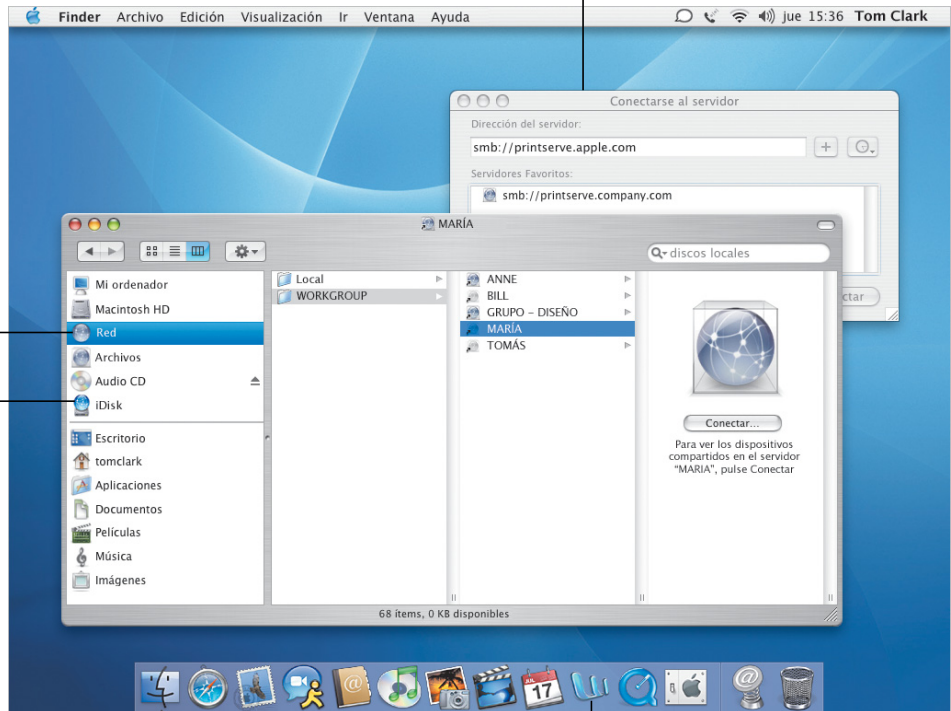 Finder Archivo Edición Visualización Ir Ventana Ayuda jue 15:36 Tom Clark
Conectarse al servidor
Dirección del servidor:
smb://printserve.apple.com
Servidores Favoritos:
smb://printserve.company.com
ctar
MARÍA
discos locales
Mi ordenador
Macintosh HD
Red
Archivos
Audio CD
iDisk
Escritorio
tomclark
Aplicaciones
Documentos
Películas
Música
Imágenes
Local
WORKGROUP
ANNE
BILL
GRUPO – DISEÑO
MARÍA
TOMÁS
Conectar...
Para ver los dispositivos
compartidos en el servidor
“MARIA”, pulse Conectar
68 ítems, 0 KB disponibles
JUL
17